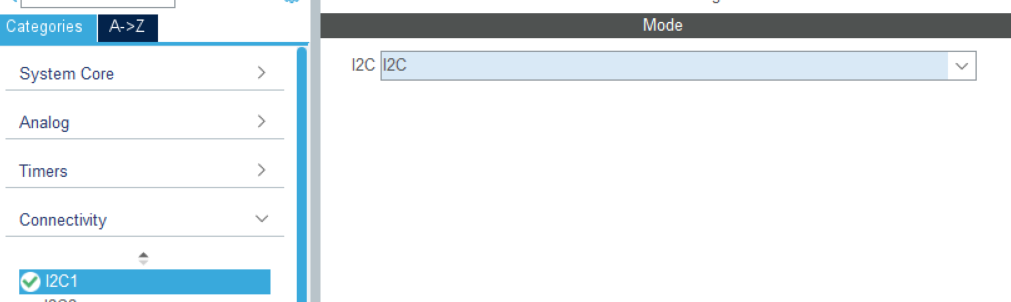 Categories
A->Z
Mode
System Core
I2C I2C
Analog
Timers
Connectivity
I2C1